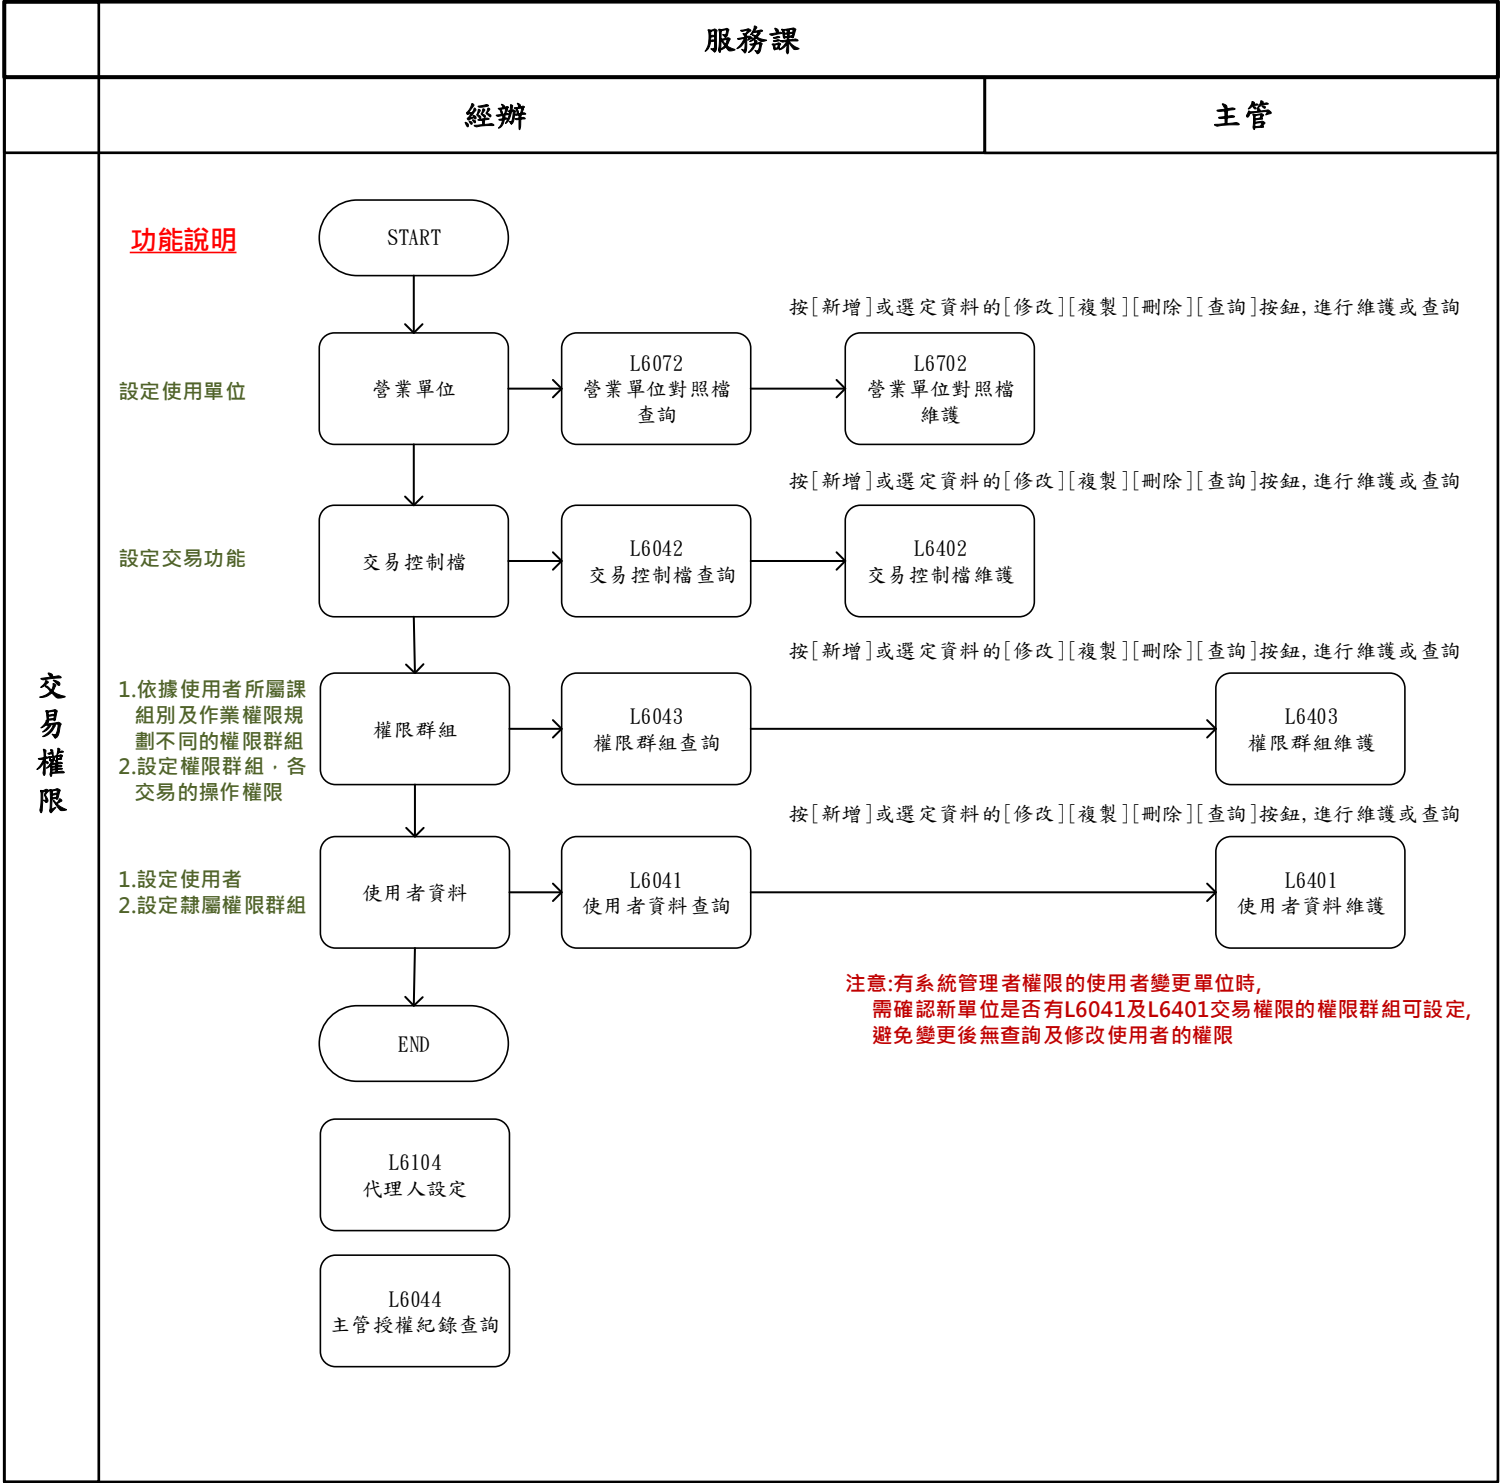 服務課
經辦
主管
交易權限
功能說明
START
按[新增]或選定資料的[修改][複製][刪除][查詢]按鈕,進行維護或查詢
設定使用單位
營業單位
L6072
營業單位對照檔
查詢
L6702
營業單位對照檔
維護
按[新增]或選定資料的[修改][複製][刪除][查詢]按鈕,進行維護或查詢
設定交易功能
交易控制檔
L6042
交易控制檔查詢
L6402
交易控制檔維護
按[新增]或選定資料的[修改][複製][刪除][查詢]按鈕,進行維護或查詢
1.依據使用者所屬課
組別及作業權限規
劃不同的權限群組
2.設定權限群組，各
交易的操作權限
權限群組
L6043
權限群組查詢
L6403
權限群組維護
按[新增]或選定資料的[修改][複製][刪除][查詢]按鈕,進行維護或查詢
1.設定使用者
2.設定隸屬權限群組
使用者資料
L6041
使用者資料查詢
L6401
使用者資料維護
注意:有系統管理者權限的使用者變更單位時,
需確認新單位是否有L6041及L6401交易權限的權限群組可設定,
避免變更後無查詢及修改使用者的權限
END
L6104
代理人設定
L6044
主管授權紀錄查詢